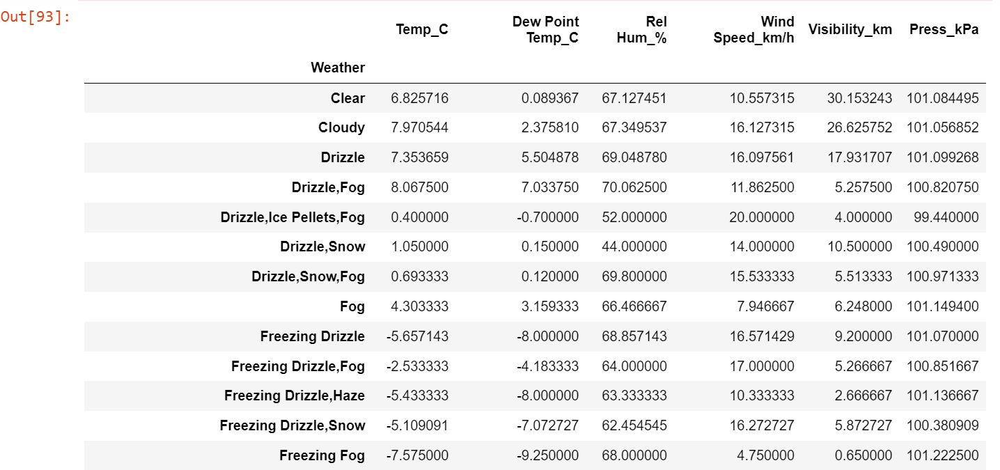 Out[93]:
Temp_C Dew Point Temp_C Rel Hum_% Wind Speed_km/h Visibility_km Press_kPa
Weather
Clear 6.825716 0.089367 67.127451 10.557315 30.153243 101.084495
Cloudy 7.970544 2.375810 67.349537 16.127315 26.625752 101.056852
Drizzle 7.353659 5.504878 69.048780 16.097561 17.931707 101.099268
Drizzle,Fog 8.067500 7.033750 70.062500 11.862500 5.257500 100.820750
Drizzle,Ice Pellets,Fog 0.400000 -0.700000 52.000000 20.000000 4.000000 99.440000
Drizzle,Snow 1.050000 0.150000 44.000000 14.000000 10.500000 100.490000
Drizzle,Snow,Fog 0.693333 0.120000 69.800000 15.533333 5.513333 100.971333
Fog 4.303333 3.159333 66.466667 7.946667 6.248000 101.149400
Freezing Drizzle -5.657143 -8.000000 68.857143 16.571429 9.200000 101.070000
Freezing Drizzle,Fog -2.533333 -4.183333 64.000000 17.000000 5.266667 100.851667
Freezing Drizzle,Haze -5.433333 -8.000000 63.333333 10.333333 2.666667 101.136667
Freezing Drizzle,Snow -5.109091 -7.072727 62.454545 16.272727 5.872727 100.380909
Freezing Fog -7.575000 -9.250000 68.000000 4.750000 0.650000 101.222500